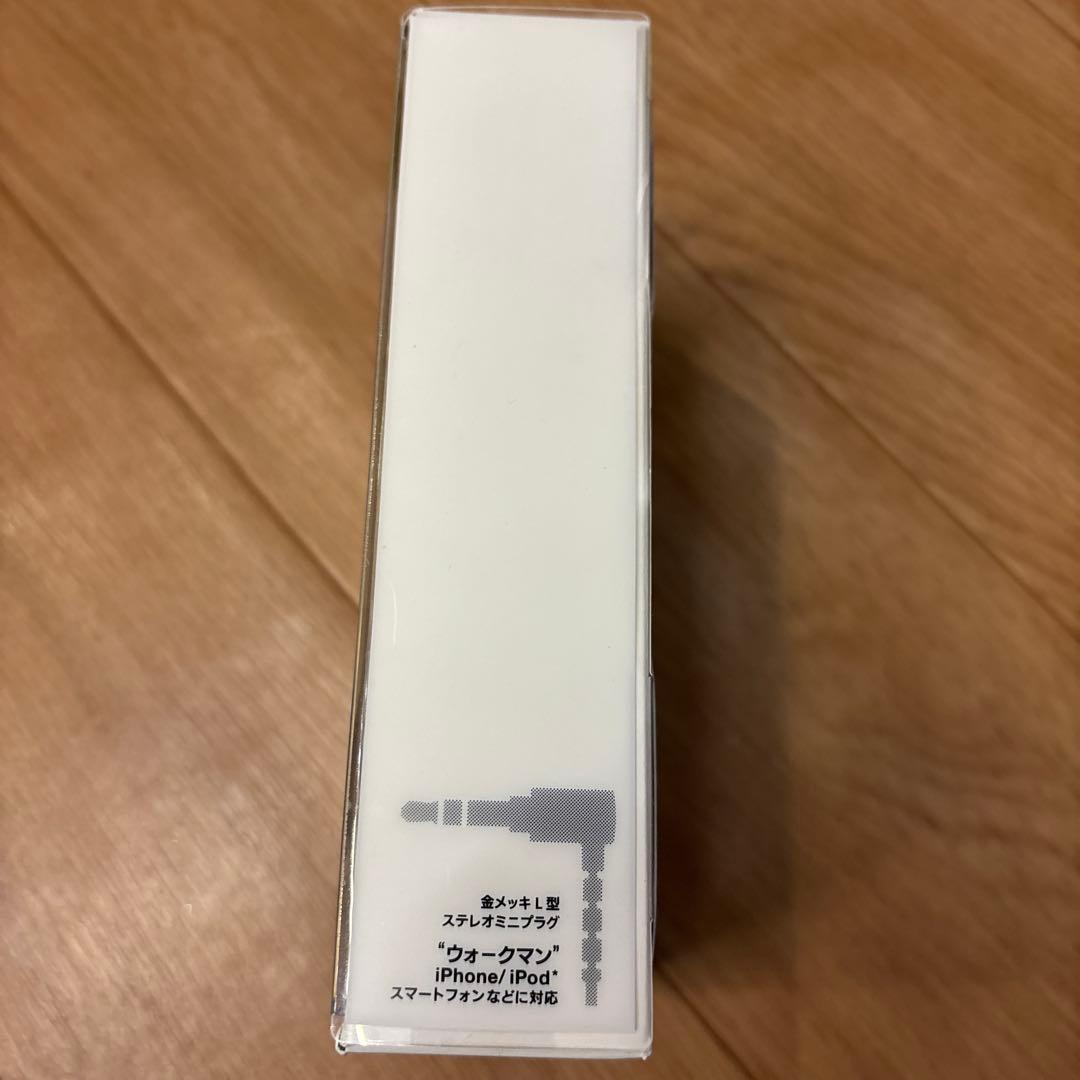 金メッキL型
ステレオミニプラグ
“ウォークマン”
iPhone/iPod*
スマートフォンなどに対応